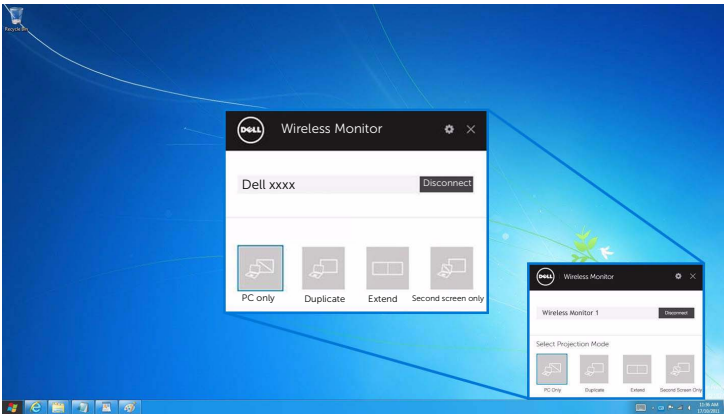 Recycle Bin
DELL
Wireless Monitor
Dell xxxx
Disconnect
PC only
Duplicate
Extend
Second screen only
DELL
Wireless Monitor
Wireless Monitor 1
Disconnect
Select Projection Mode
PC Only
Duplicate
Extend
Second Screen Only